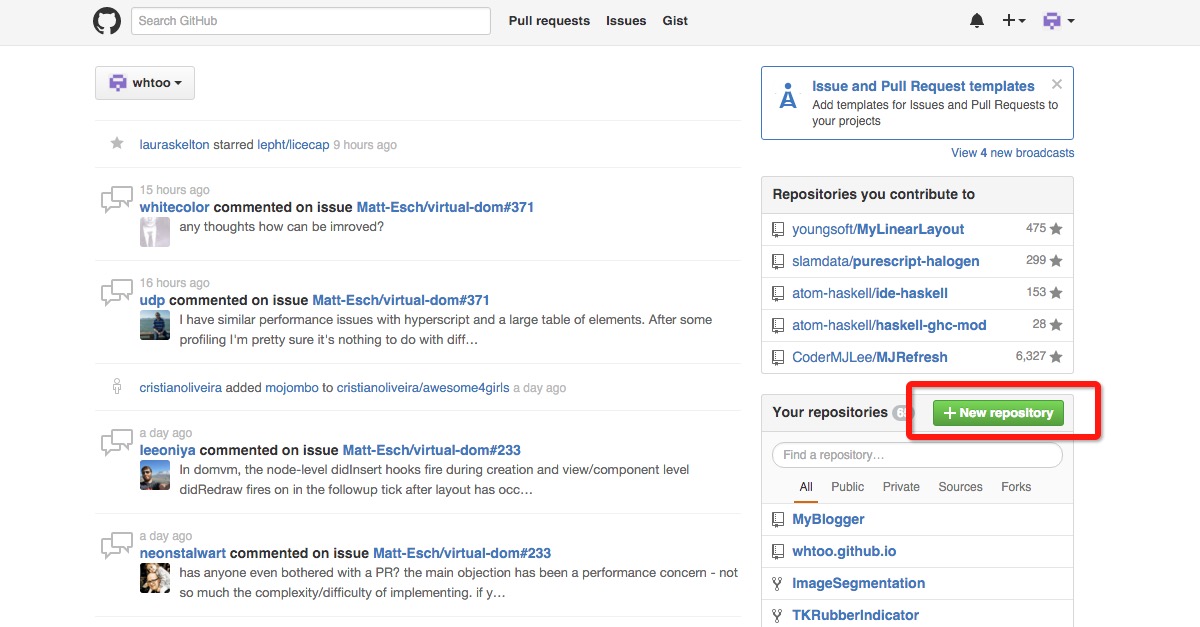 Search GitHub
Pull requests
Issues
Gist
whtoo
lauraskelton starred lepht/licecap 9 hours ago
15 hours ago
whitecolor commented on issue Matt-Esch/virtual-dom#371
any thoughts how can be imroved?
16 hours ago
udp commented on issue Matt-Esch/virtual-dom#371
I have similar performance issues with hyperscript and a large table of elements. After some
profiling I'm pretty sure it's nothing to do with diff…
cristianoliveira added mojombo to cristianoliveira/awesome4girls a day ago
a day ago
leeoniya commented on issue Matt-Esch/virtual-dom#233
In domvm, the node-level didInsert hooks fire during creation and view/component level
didRedraw fires on in the followup tick after layout has occ…
a day ago
neonstalwart commented on issue Matt-Esch/virtual-dom#233
has anyone even bothered with a PR? the main objection has been a performance concern - not
so much the complexity/difficulty of implementing. if y…
Issue and Pull Request templates
Add templates for Issues and Pull Requests to
your projects
View 4 new broadcasts
Repositories you contribute to
youngsoft/MyLinearLayout 475
slamdata/purescript-halogen 299
atom-haskell/ide-haskell 153
atom-haskell/haskell-ghc-mod 28
CoderMJLee/MJRefresh 6,327
Your repositories
New repository
Find a repository…
All Public Private Sources Forks
MyBlogger
whtoo.github.io
ImageSegmentation
TKRubberIndicator